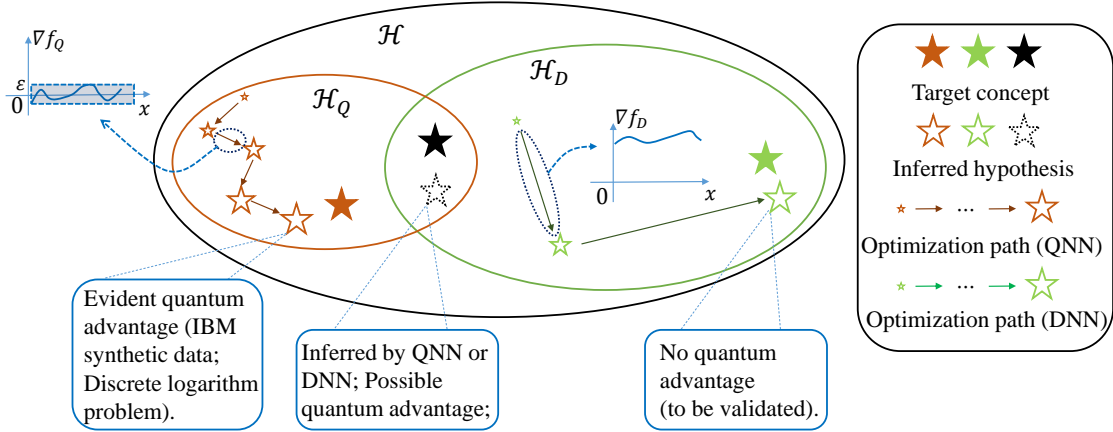 ∇f_Q
ε
0
x
ℋ
ℋ_Q
ℋ_D
∇f_D
0
x
Evident quantum
advantage (IBM
synthetic data;
Discrete logarithm
problem).
Inferred by QNN or
DNN; Possible
quantum advantage;
No quantum
advantage
(to be validated).
Target concept
Inferred hypothesis
...
Optimization path (QNN)
...
Optimization path (DNN)